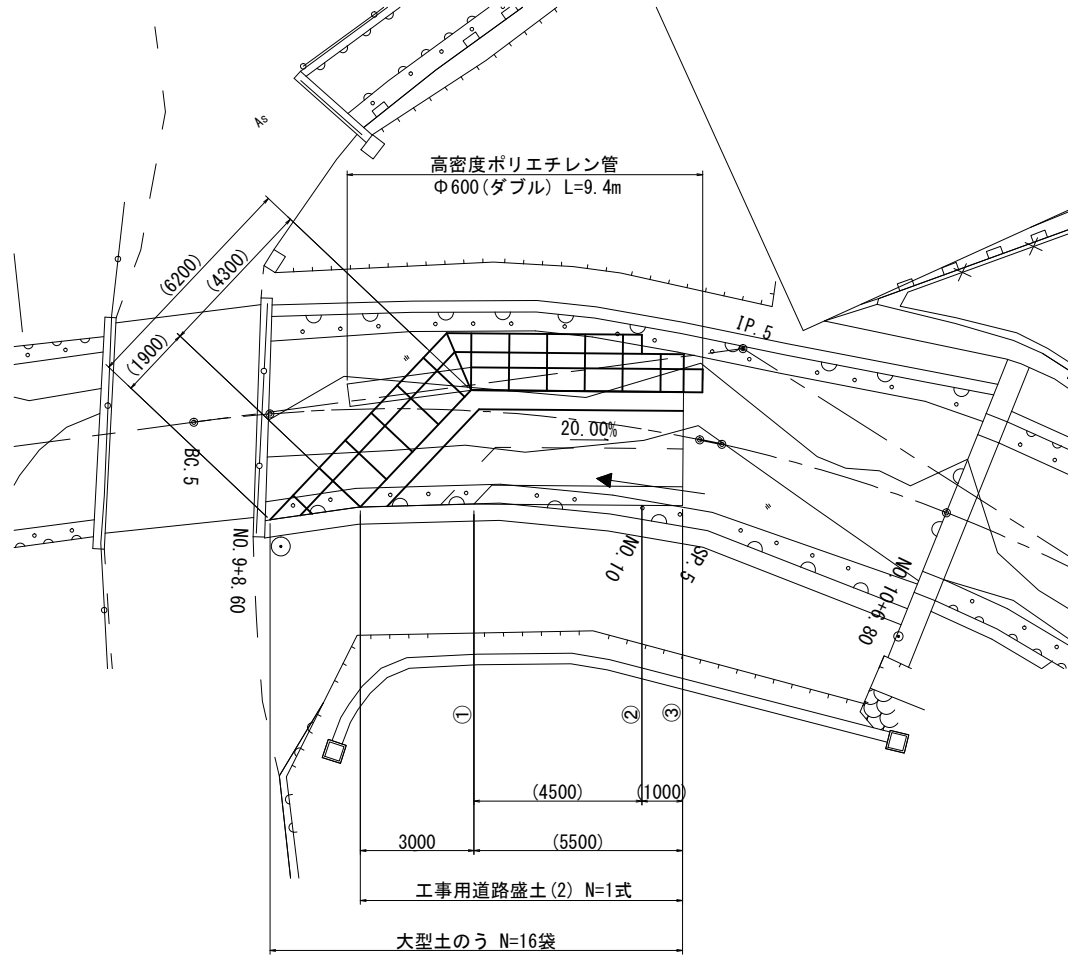 As
高密度ポリエチレン管
Φ600(ダブル) L=9.4m
(6200)
(4300)
(1900)
IP.5
20.00%
BC.5
NO.9+8.60
NO.10
SP.5
NO.10+6.80
①
②
③
(4500)
(1000)
3000
(5500)
工事用道路盛土(2) N=1式
大型土のう N=16袋